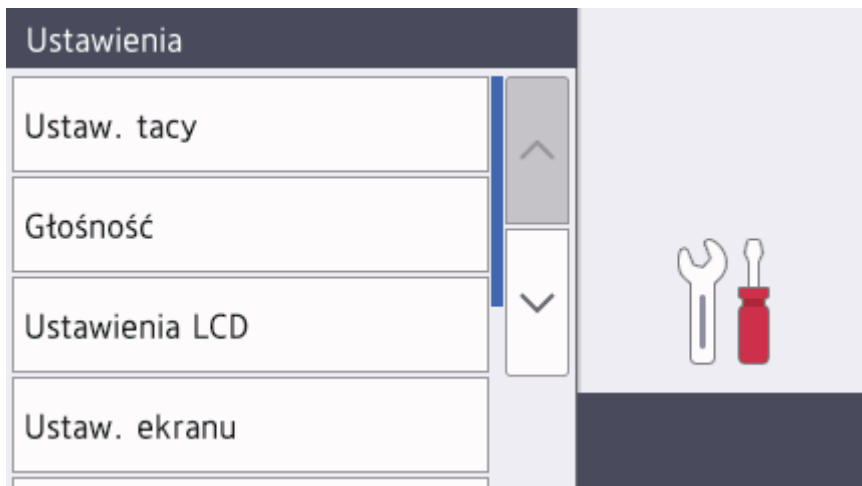 Ustawienia
Ustaw. tacy
Głośność
Ustawienia LCD
Ustaw. ekranu